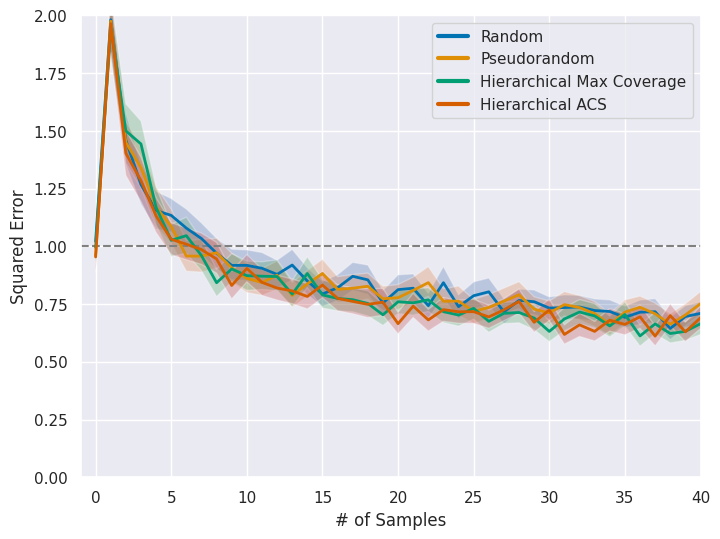 2.00
1.75
1.50
1.25
1.00
0.75
0.50
0.25
0.00
Squared Error
Random
Pseudorandom
Hierarchical Max Coverage
Hierarchical ACS
0 5 10 15 20 25 30 35 40
# of Samples